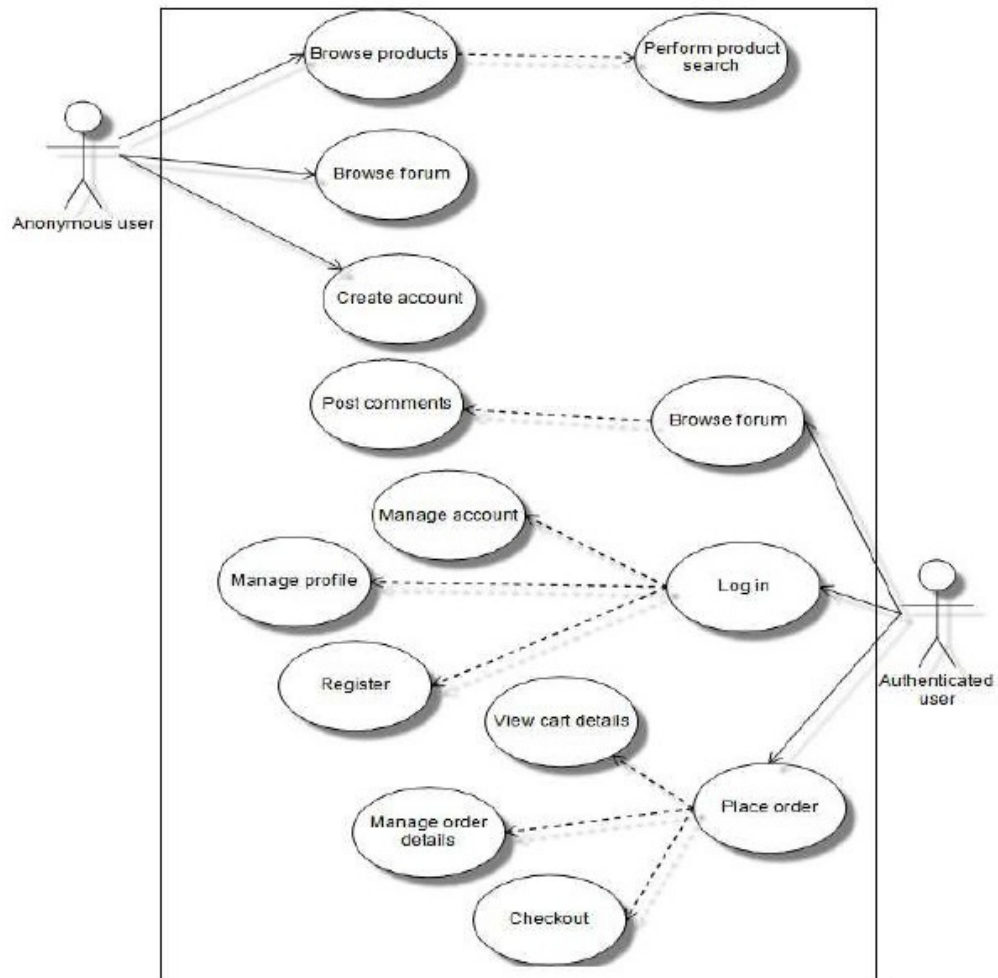 Browse products
Perform product
search
Anonymous user
Browse forum
Create account
Post comments
Browse forum
Manage account
Manage profile
Log in
Register
Authenticated
user
View cart details
Place order
Manage order
details
Checkout